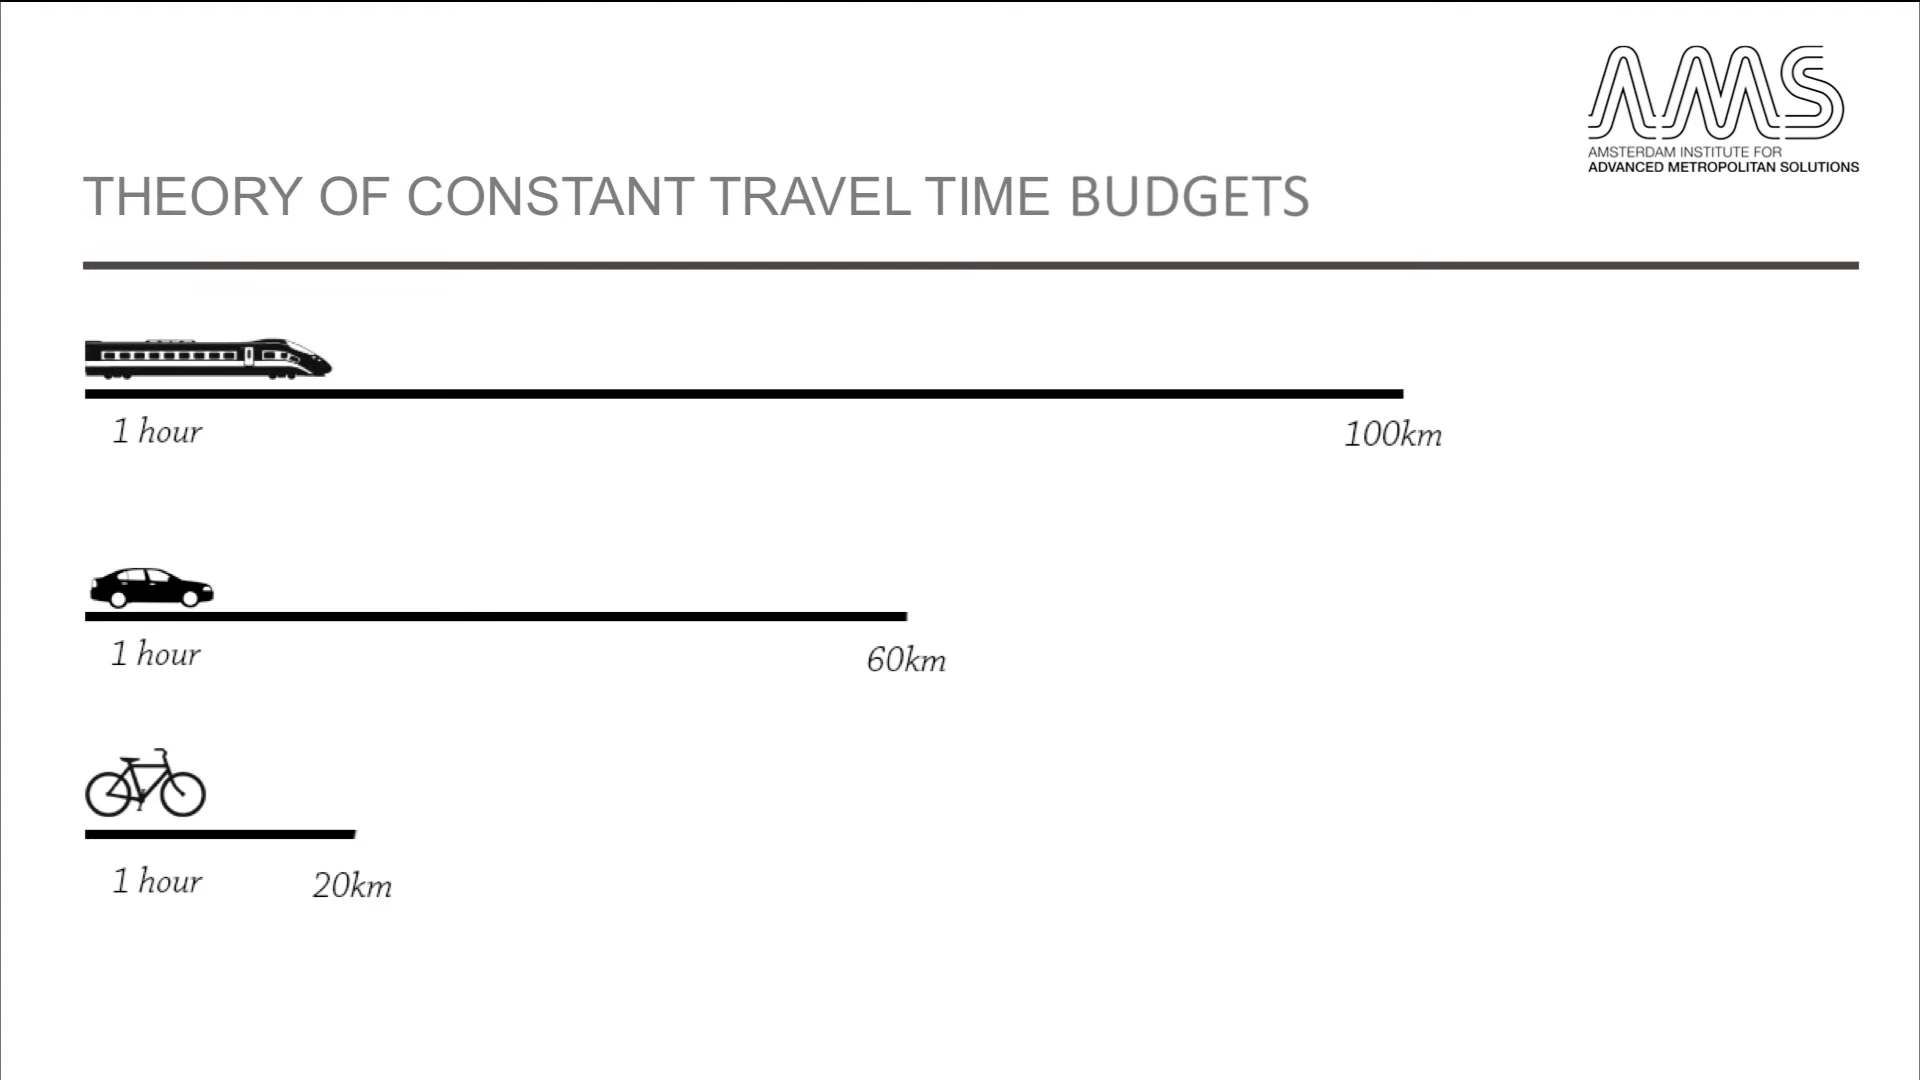 AMS
AMSTERDAM INSTITUTE FOR
ADVANCED METROPOLITAN SOLUTIONS
THEORY OF CONSTANT TRAVEL TIME BUDGETS
1 hour
100km
1 hour
60km
1 hour
20km